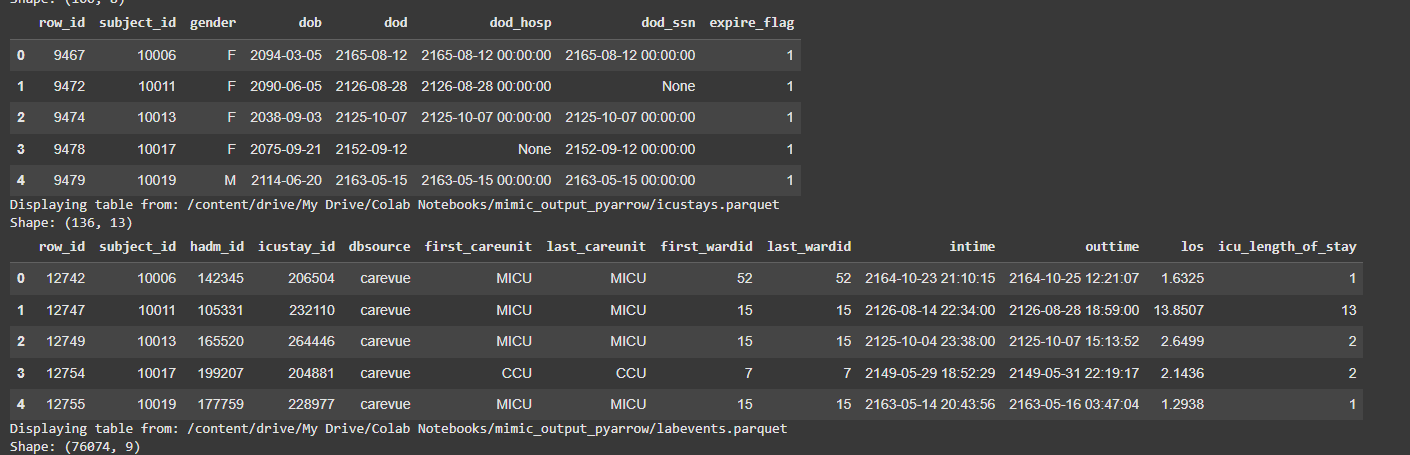 Shape: (100, 8)
row_id subject_id gender dob dod dod_hosp dod_ssn expire_flag
0 9467 10006 F 2094-03-05 2165-08-12 2165-08-12 00:00:00 2165-08-12 00:00:00 1
1 9472 10011 F 2090-06-05 2126-08-28 2126-08-28 00:00:00 None 1
2 9474 10013 F 2038-09-03 2125-10-07 2125-10-07 00:00:00 2125-10-07 00:00:00 1
3 9478 10017 F 2075-09-21 2152-09-12 None 2152-09-12 00:00:00 1
4 9479 10019 M 2114-06-20 2163-05-15 2163-05-15 00:00:00 2163-05-15 00:00:00 1
Displaying table from: /content/drive/My Drive/Colab Notebooks/mimic_output_pyarrow/icustays.parquet
Shape: (136, 13)
row_id subject_id hadm_id icustay_id dbsource first_careunit last_careunit first_wardid last_wardid intime outtime los icu_length_of_stay
0 12742 10006 142345 206504 carevue MICU MICU 52 52 2164-10-23 21:10:15 2164-10-25 12:21:07 1.6325 1
1 12747 10011 105331 232110 carevue MICU MICU 15 15 2126-08-14 22:34:00 2126-08-28 18:59:00 13.8507 13
2 12749 10013 165520 264446 carevue MICU MICU 15 15 2125-10-04 23:38:00 2125-10-07 15:13:52 2.6499 2
3 12754 10017 199207 204881 carevue CCU CCU 7 7 2149-05-29 18:52:29 2149-05-31 22:19:17 2.1436 2
4 12755 10019 177759 228977 carevue MICU MICU 15 15 2163-05-14 20:43:56 2163-05-16 03:47:04 1.2938 1
Displaying table from: /content/drive/My Drive/Colab Notebooks/mimic_output_pyarrow/labevents.parquet
Shape: (76074, 9)